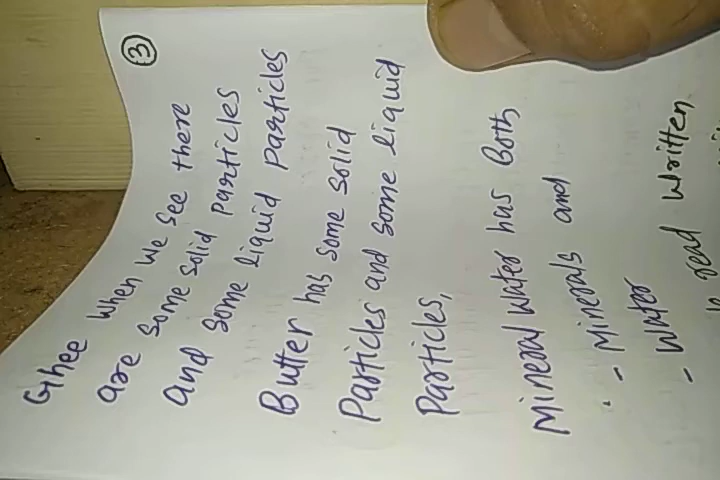 ③
Ghee when we see there
are some solid particles
and some liquid particles
Butter has some solid
Particles and some liquid
Particles,
Mineral water has both
- Minerals and
- Water
read written